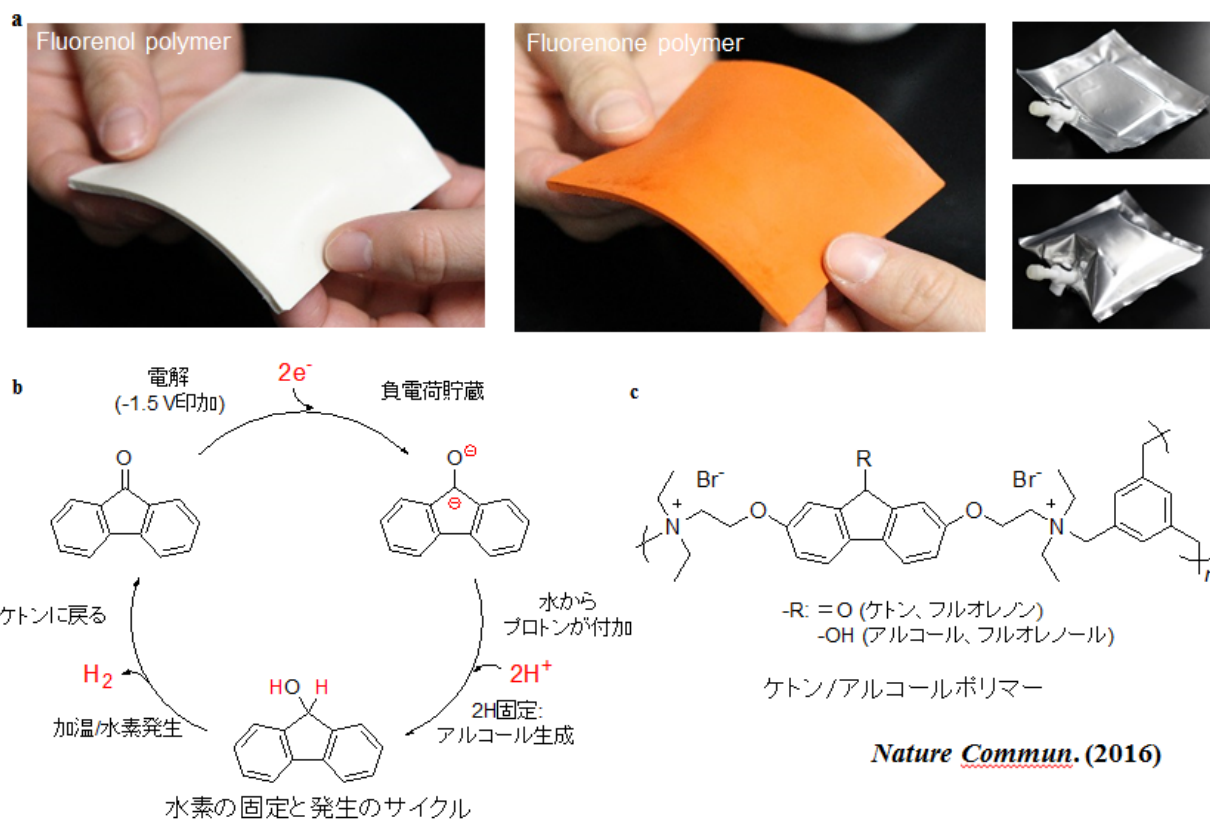 a
Fluorenol polymer
Fluorenone polymer
b
電解
(-1.5 V印加)
2e-
負電荷貯蔵
O
O
⊖
⊖
水から
プロトンが付加
2H+
2H固定:
アルコール生成
HO
H
ケトンに戻る
H2
加温/水素発生
水素の固定と発生のサイクル
c
R
Br-
Br-
N+
O
O
N+
n
-R: =O (ケトン、フルオレノン)
-OH (アルコール、フルオレノール)
ケトン/アルコールポリマー
Nature Commun. (2016)